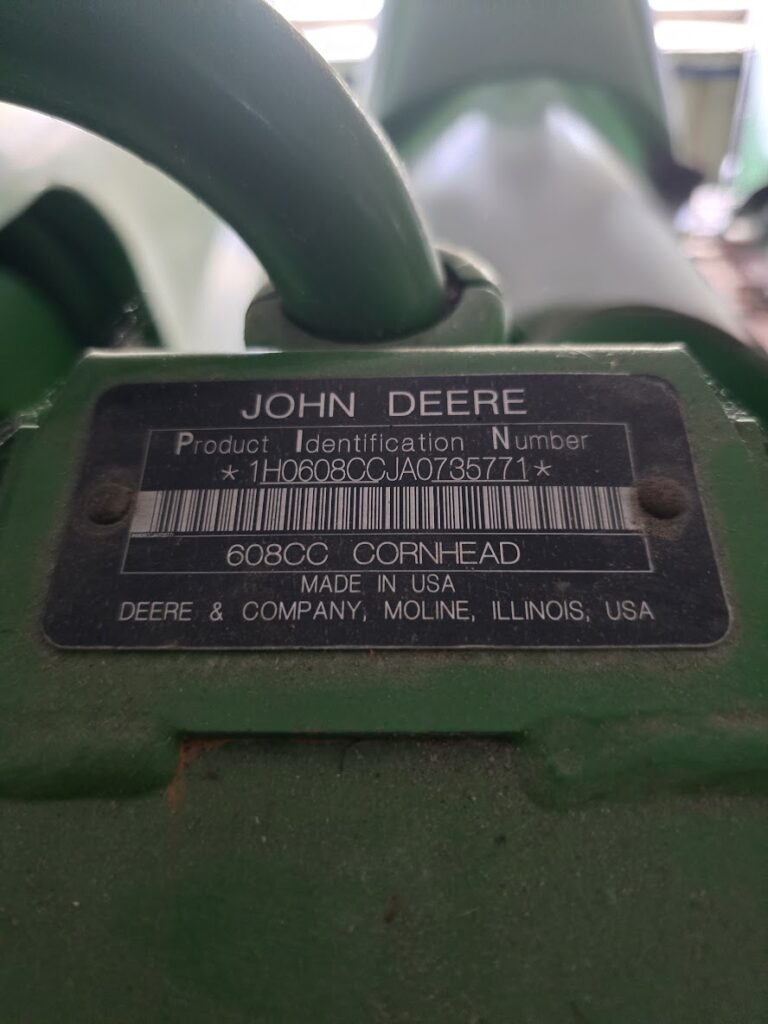 JOHN DEERE
Product Identification Number
*1H0608CCJA0735771*
608CC CORNHEAD
MADE IN USA
DEERE & COMPANY, MOLINE, ILLINOIS, USA